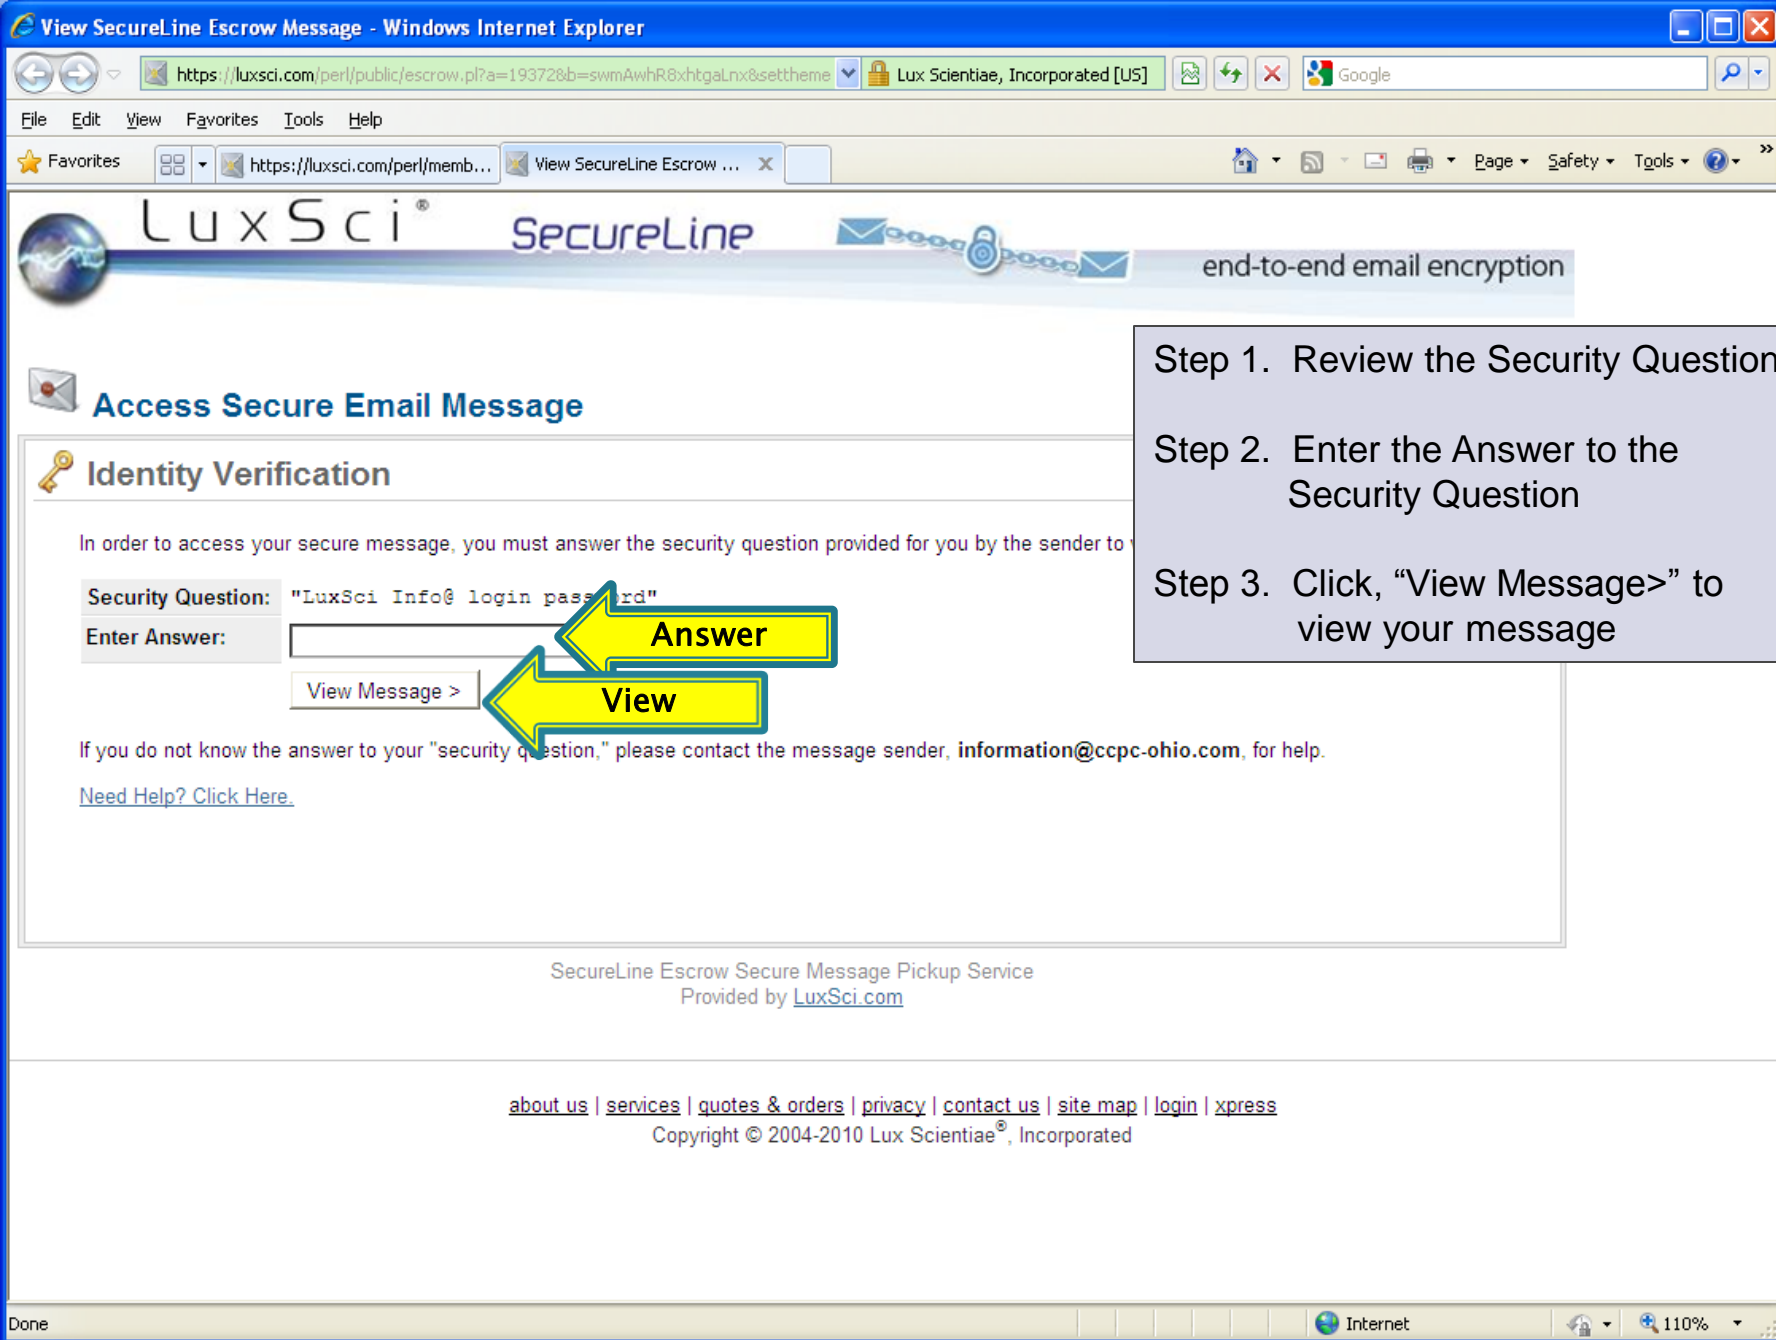 View SecureLine Escrow Message - Windows Internet Explorer
https://luxsci.com/perl/public/escrow.pl?a=19372&b=swmAwhR8xhtgaLnx&settheme
Lux Scientiae, Incorporated [US]
Google
File Edit View Favorites Tools Help
Favorites
https://luxsci.com/perl/memb...
View SecureLine Escrow ...
Page Safety Tools
LuxSci®
SecureLine
end-to-end email encryption
Step 1. Review the Security Question
Step 2. Enter the Answer to the
Security Question
Step 3. Click, “View Message>” to
view your message
Access Secure Email Message
Identity Verification
In order to access your secure message, you must answer the security question provided for you by the sender to
Security Question: "LuxSci Info@ login password"
Enter Answer:
Answer
View Message >
View
If you do not know the answer to your "security question," please contact the message sender, information@ccpc-ohio.com, for help.
Need Help? Click Here.
SecureLine Escrow Secure Message Pickup Service
Provided by LuxSci.com
about us | services | quotes & orders | privacy | contact us | site map | login | xpress
Copyright © 2004-2010 Lux Scientiae®, Incorporated
Done
Internet
110%